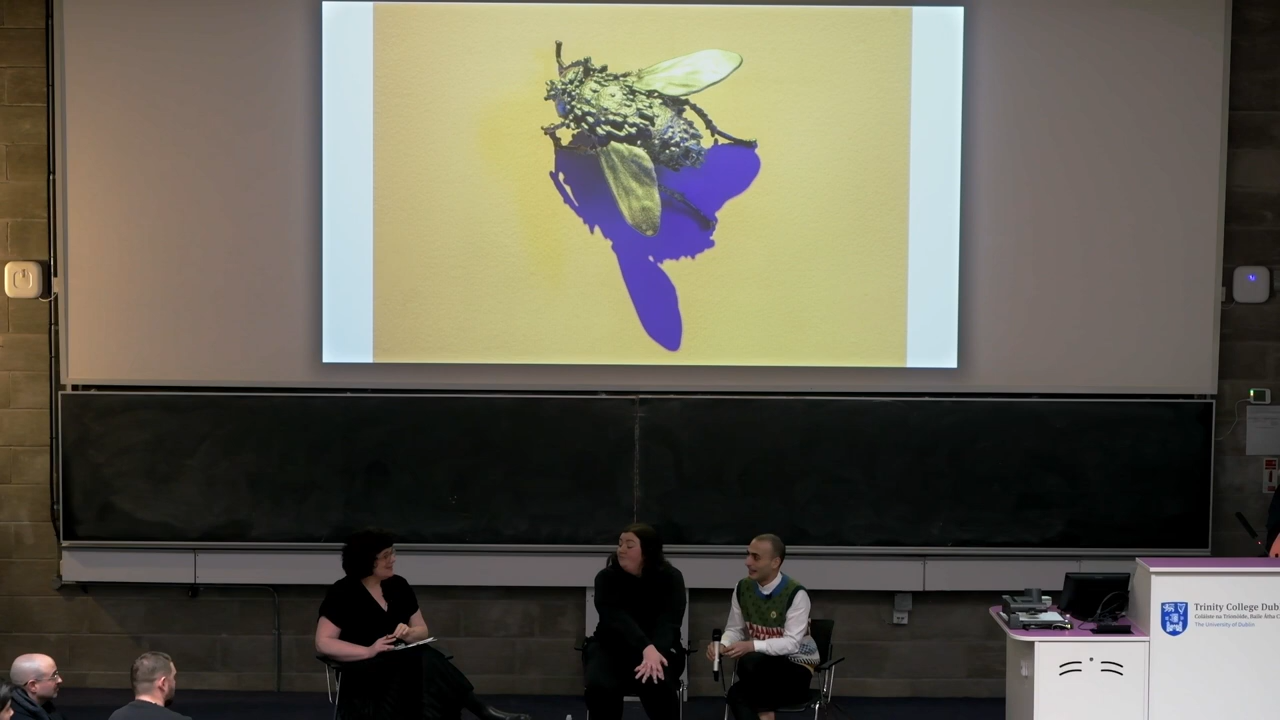 Trinity College Dub
Coláiste na Tríonóide, Baile Átha C
The University of Dublin